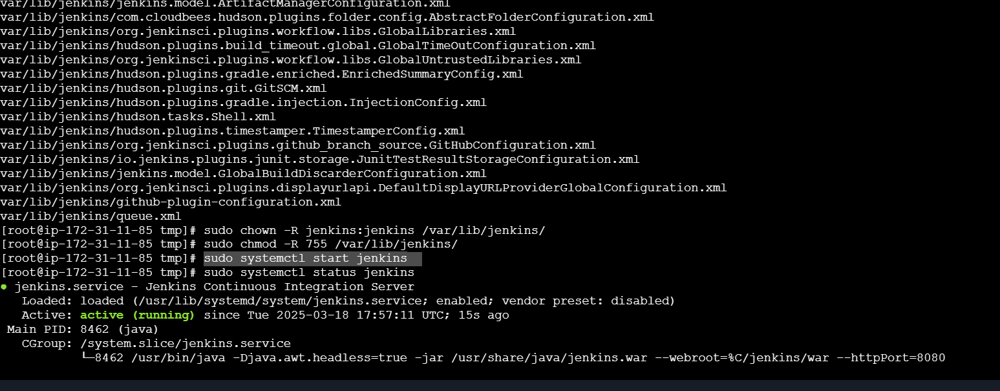 var/lib/jenkins/jenkins.model.ArtifactManagerConfiguration.xml
var/lib/jenkins/com.cloudbees.hudson.plugins.folder.config.AbstractFolderConfiguration.xml
var/lib/jenkins/org.jenkinsci.plugins.workflow.libs.GlobalLibraries.xml
var/lib/jenkins/hudson.plugins.build_timeout.global.GlobalTimeOutConfiguration.xml
var/lib/jenkins/org.jenkinsci.plugins.workflow.libs.GlobalUntrustedLibraries.xml
var/lib/jenkins/hudson.plugins.gradle.enriched.EnrichedSummaryConfig.xml
var/lib/jenkins/hudson.plugins.git.GitSCM.xml
var/lib/jenkins/hudson.plugins.gradle.injection.InjectionConfig.xml
var/lib/jenkins/hudson.tasks.Shell.xml
var/lib/jenkins/hudson.plugins.timestamper.TimestamperConfig.xml
var/lib/jenkins/org.jenkinsci.plugins.github_branch_source.GitHubConfiguration.xml
var/lib/jenkins/io.jenkins.plugins.junit.storage.JunitTestResultStorageConfiguration.xml
var/lib/jenkins/jenkins.model.GlobalBuildDiscarderConfiguration.xml
var/lib/jenkins/org.jenkinsci.plugins.displayurlapi.DefaultDisplayURLProviderGlobalConfiguration.xml
var/lib/jenkins/github-plugin-configuration.xml
var/lib/jenkins/queue.xml
[root@ip-172-31-11-85 tmp]# sudo chown -R jenkins:jenkins /var/lib/jenkins/
[root@ip-172-31-11-85 tmp]# sudo chmod -R 755 /var/lib/jenkins/
[root@ip-172-31-11-85 tmp]# sudo systemctl start jenkins
[root@ip-172-31-11-85 tmp]# sudo systemctl status jenkins
● jenkins.service - Jenkins Continuous Integration Server
   Loaded: loaded (/usr/lib/systemd/system/jenkins.service; enabled; vendor preset: disabled)
   Active: active (running) since Tue 2025-03-18 17:57:11 UTC; 15s ago
 Main PID: 8462 (java)
   CGroup: /system.slice/jenkins.service
           └─8462 /usr/bin/java -Djava.awt.headless=true -jar /usr/share/java/jenkins.war --webroot=%C/jenkins/war --httpPort=8080